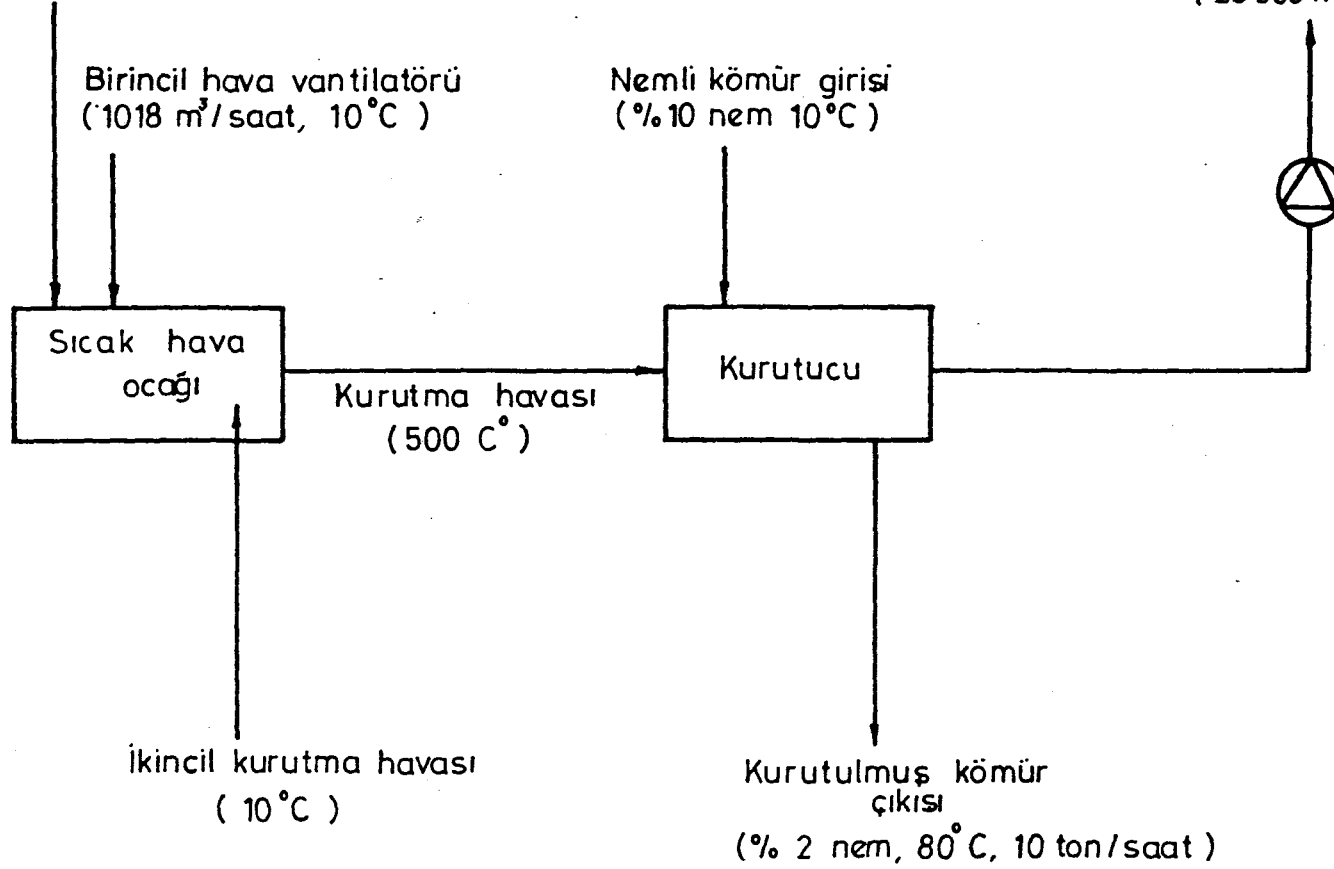 Birincil hava vantilatörü
(1018 m³/saat, 10°C )
Nemli kömür girisi
(%10 nem 10°C)
Sıcak hava
ocağı
Kurutma havası
(500 C°)
Kurutucu
İkincil kurutma havası
( 10°C )
Kurutulmuş kömür
çıkısı
(% 2 nem, 80°C, 10 ton/saat )